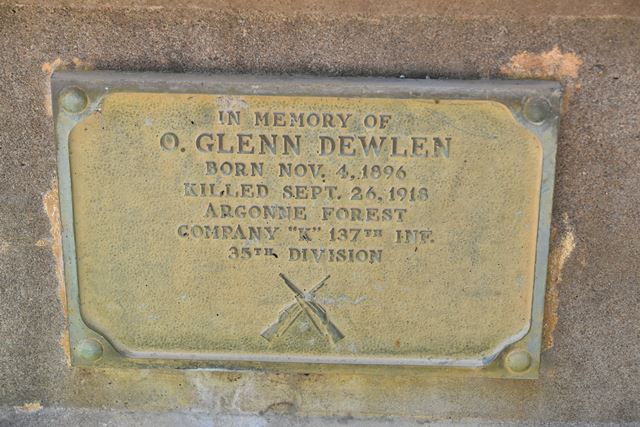 IN MEMORY OF
O. GLENN DEWLEN
BORN NOV. 4, 1896
KILLED SEPT. 26, 1918
ARGONNE FOREST
COMPANY "K" 137TH INF.
35TH DIVISION